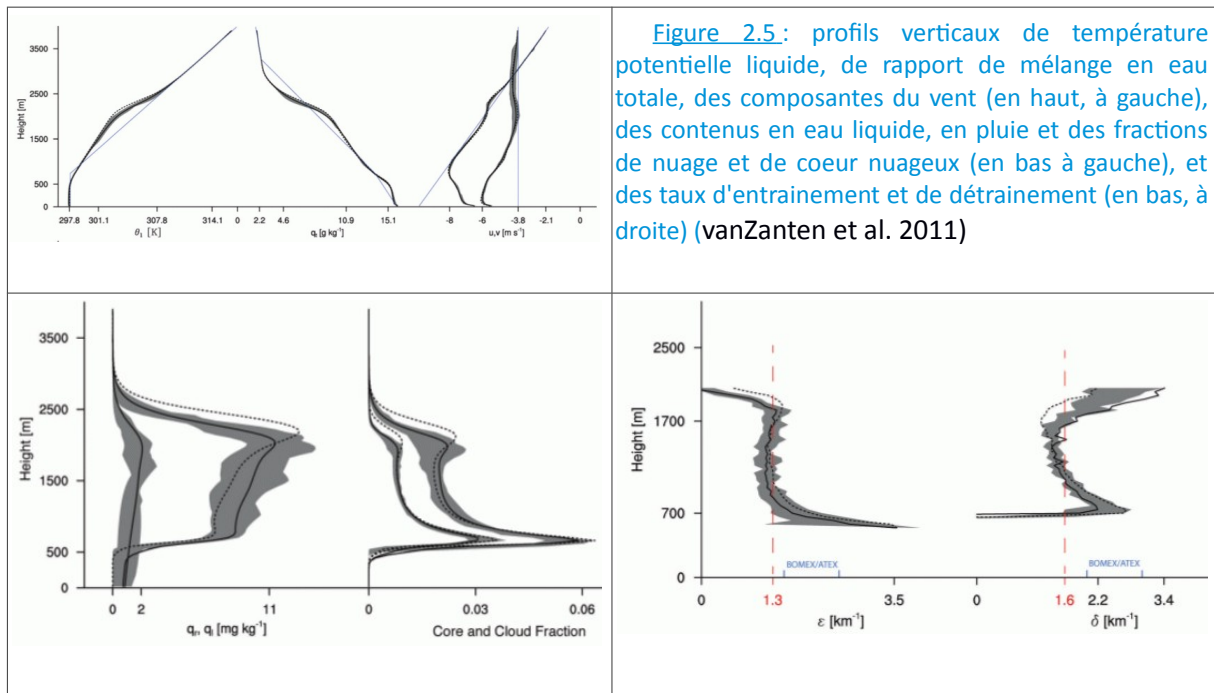 3500
2500
1500
500
0
Height [m]
297.8 301.1 307.8 314.1 0 2.2 4.6 10.9 15.1 -8 -6 -3.8 -2.1 0
θl [K] qt [g kg-1] u,v [m s-1]
Figure 2.5 : profils verticaux de température
potentielle liquide, de rapport de mélange en eau
totale, des composantes du vent (en haut, à gauche),
des contenus en eau liquide, en pluie et des fractions
de nuage et de coeur nuageux (en bas à gauche), et
des taux d'entrainement et de détrainement (en bas, à
droite) (vanZanten et al. 2011)
3500
2500
1500
500
0
Height [m]
0 2 11 0 0.03 0.06
qr, ql [mg kg-1] Core and Cloud Fraction
2500
1700
700
0
Height [m]
BOMEX/ATEX BOMEX/ATEX
0 1.3 3.5 0 1.6 2.2 3.4
ε [km-1] δ [km-1]